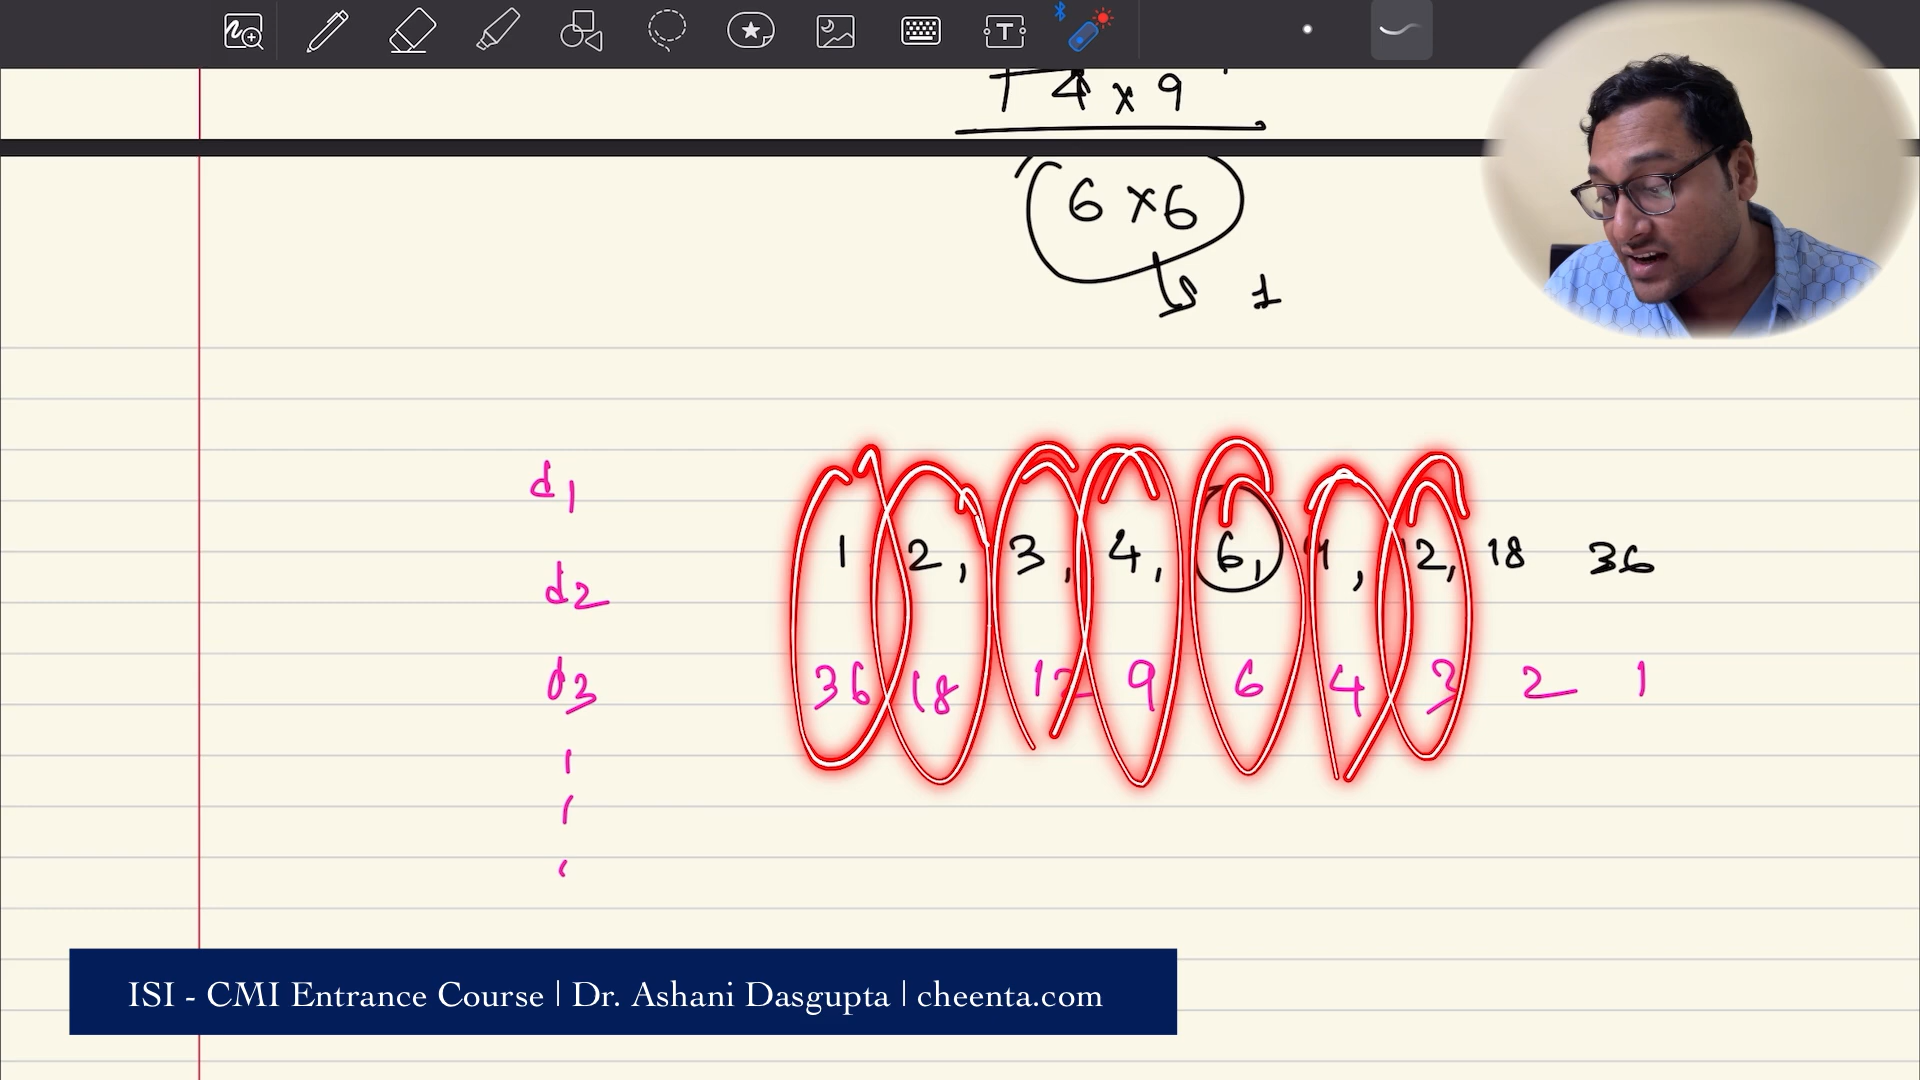 4 x 9
6 x 6
1
d1
1 2, 3, 4, 6, 9, 12, 18 36
d2
d3
36 18 12 9 6 4 3 2 1
ISI - CMI Entrance Course | Dr. Ashani Dasgupta | cheenta.com